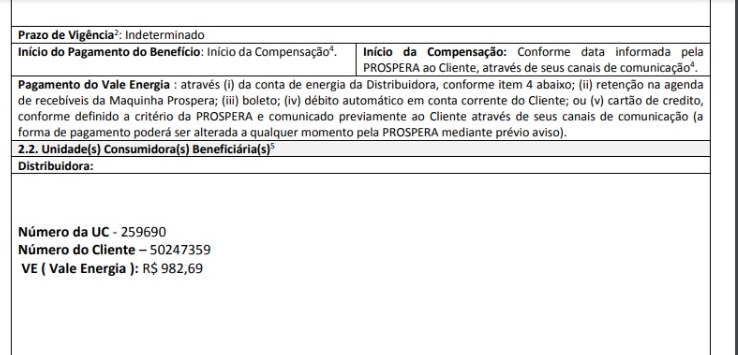 Prazo de Vigência²: Indeterminado
Início do Pagamento do Benefício: Início da Compensação⁴.
Início da Compensação: Conforme data informada pela
PROSPERA ao Cliente, através de seus canais de comunicação⁴.
Pagamento do Vale Energia : através (i) da conta de energia da Distribuidora, conforme item 4 abaixo; (ii) retenção na agenda
de recebíveis da Maquinha Prospera; (iii) boleto; (iv) débito automático em conta corrente do Cliente; ou (v) cartão de credito,
conforme definido a critério da PROSPERA e comunicado previamente ao Cliente através de seus canais de comunicação (a
forma de pagamento poderá ser alterada a qualquer momento pela PROSPERA mediante prévio aviso).
2.2. Unidade(s) Consumidora(s) Beneficiária(s)⁵
Distribuidora:
Número da UC - 259690
Número do Cliente – 50247359
VE ( Vale Energia ): R$ 982,69